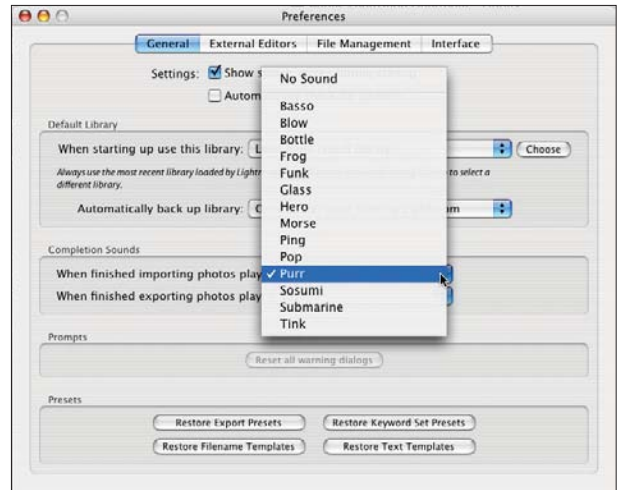 Preferences
General External Editors File Management Interface
Settings: Show s
Autom
No Sound
Basso
Blow
Bottle
Frog
Funk
Glass
Hero
Morse
Ping
Pop
✓ Purr
Sosumi
Submarine
Tink
Default Library
When starting up use this library: L
Choose
Always use the most recent library loaded by Lightr
to select a
different library.
Automatically back up library:
om
Completion Sounds
When finished importing photos play
When finished exporting photos play
Prompts
Reset all warning dialogs
Presets
Restore Export Presets Restore Keyword Set Presets
Restore Filename Templates Restore Text Templates